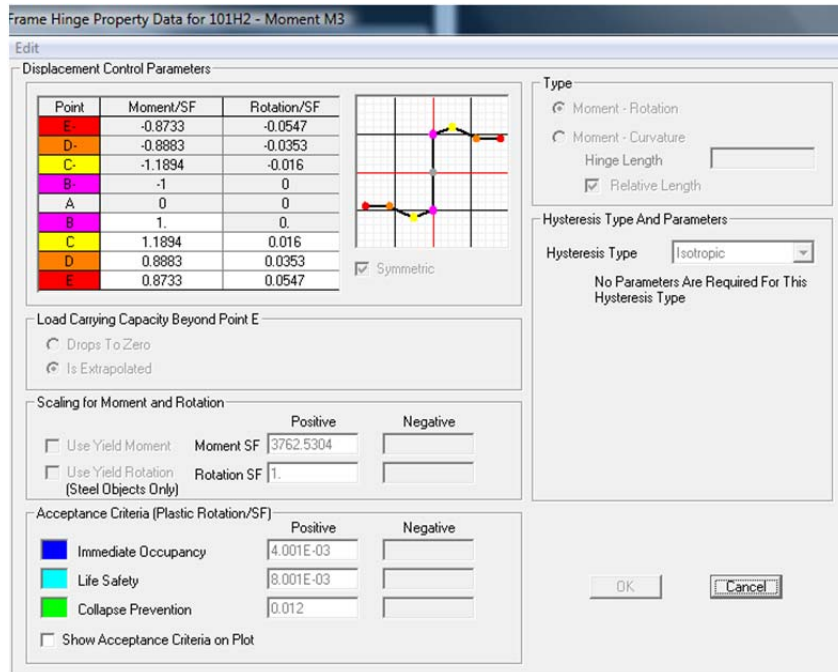 Frame Hinge Property Data for 101H2 - Moment M3
Edit
Displacement Control Parameters
Point Moment/SF Rotation/SF
E- -0.8733 -0.0547
D- -0.8883 -0.0353
C- -1.1894 -0.016
B- -1 0
A 0 0
B 1. 0.
C 1.1894 0.016
D 0.8883 0.0353
E 0.8733 0.0547
Symmetric
Load Carrying Capacity Beyond Point E
Drops To Zero
Is Extrapolated
Scaling for Moment and Rotation
Positive Negative
Use Yield Moment Moment SF 3762.5304
Use Yield Rotation Rotation SF 1.
(Steel Objects Only)
Acceptance Criteria (Plastic Rotation/SF)
Positive Negative
Immediate Occupancy 4.001E-03
Life Safety 8.001E-03
Collapse Prevention 0.012
Show Acceptance Criteria on Plot
Type
Moment - Rotation
Moment - Curvature
Hinge Length
Relative Length
Hysteresis Type And Parameters
Hysteresis Type Isotropic
No Parameters Are Required For This
Hysteresis Type
OK Cancel